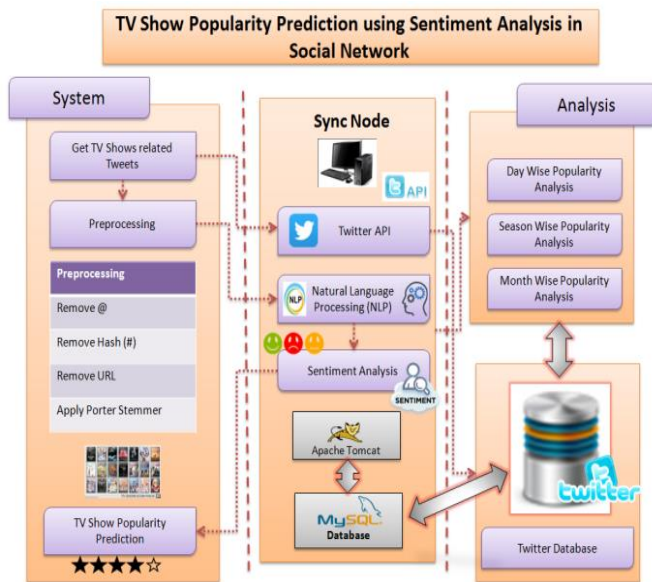 TV Show Popularity Prediction using Sentiment Analysis in
Social Network
System
Get TV Shows related
Tweets
Preprocessing
Preprocessing
Remove @
Remove Hash (#)
Remove URL
Apply Porter Stemmer
TV Show Popularity
Prediction
Sync Node
API
Twitter API
NLP
Natural Language
Processing (NLP)
Sentiment Analysis
SENTIMENT
Apache Tomcat
MySQL
Database
Analysis
Day Wise Popularity
Analysis
Season Wise Popularity
Analysis
Month Wise Popularity
Analysis
twitter
Twitter Database